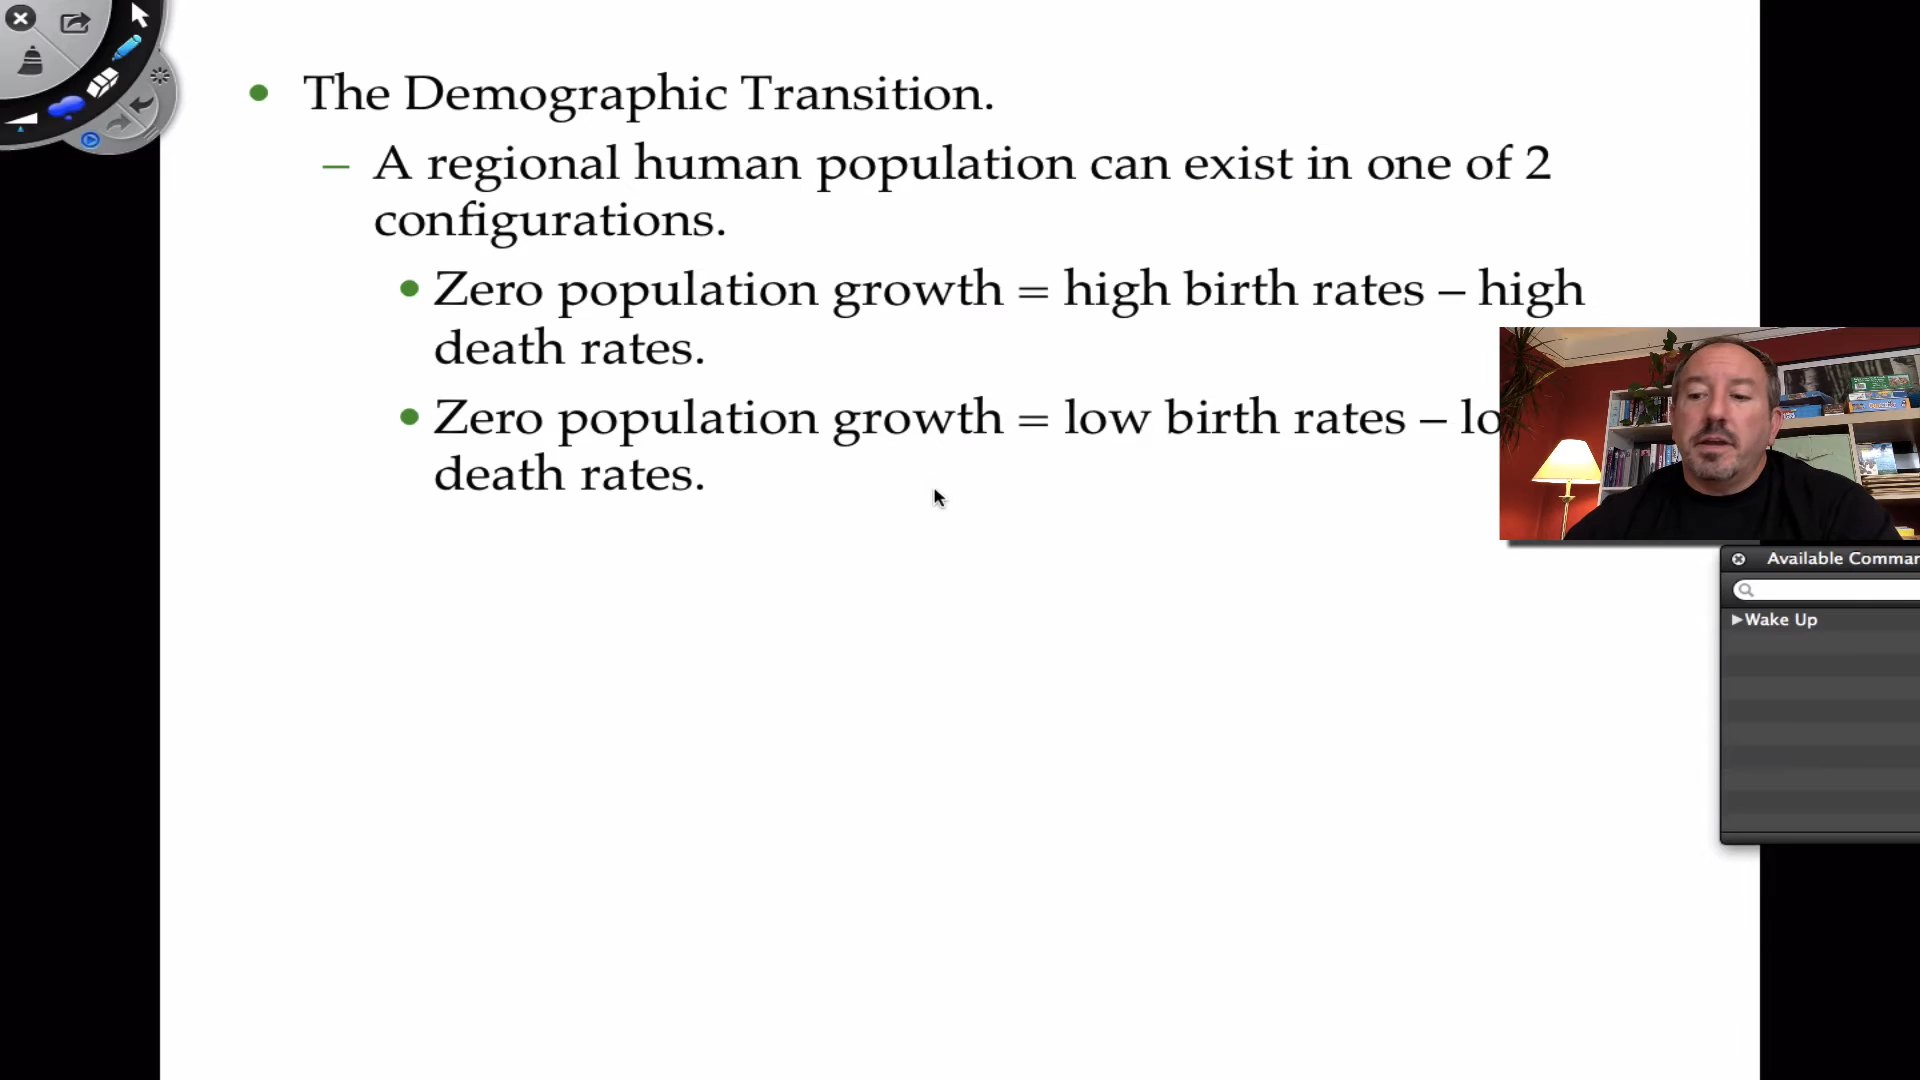 • The Demographic Transition.
– A regional human population can exist in one of 2
configurations.
• Zero population growth = high birth rates – high
death rates.
• Zero population growth = low birth rates – lo
death rates.
Available Comman
Wake Up